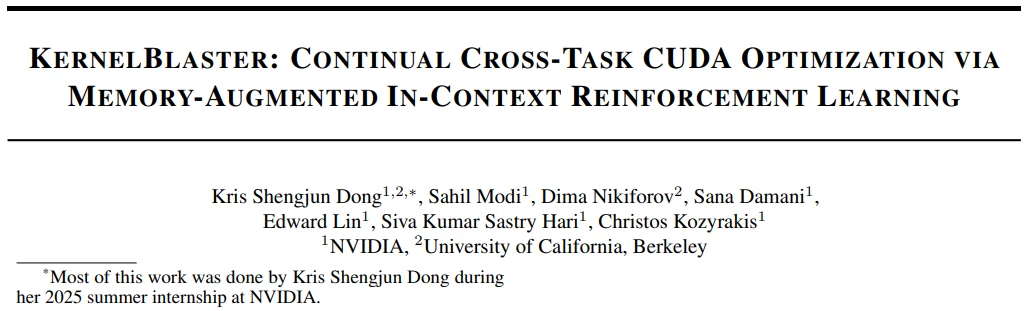 KERNELBLASTER: CONTINUAL CROSS-TASK CUDA OPTIMIZATION VIA
MEMORY-AUGMENTED IN-CONTEXT REINFORCEMENT LEARNING
Kris Shengjun Dong1,2,*, Sahil Modi1, Dima Nikiforov2, Sana Damani1,
Edward Lin1, Siva Kumar Sastry Hari1, Christos Kozyrakis1
1NVIDIA, 2University of California, Berkeley
*Most of this work was done by Kris Shengjun Dong during
her 2025 summer internship at NVIDIA.